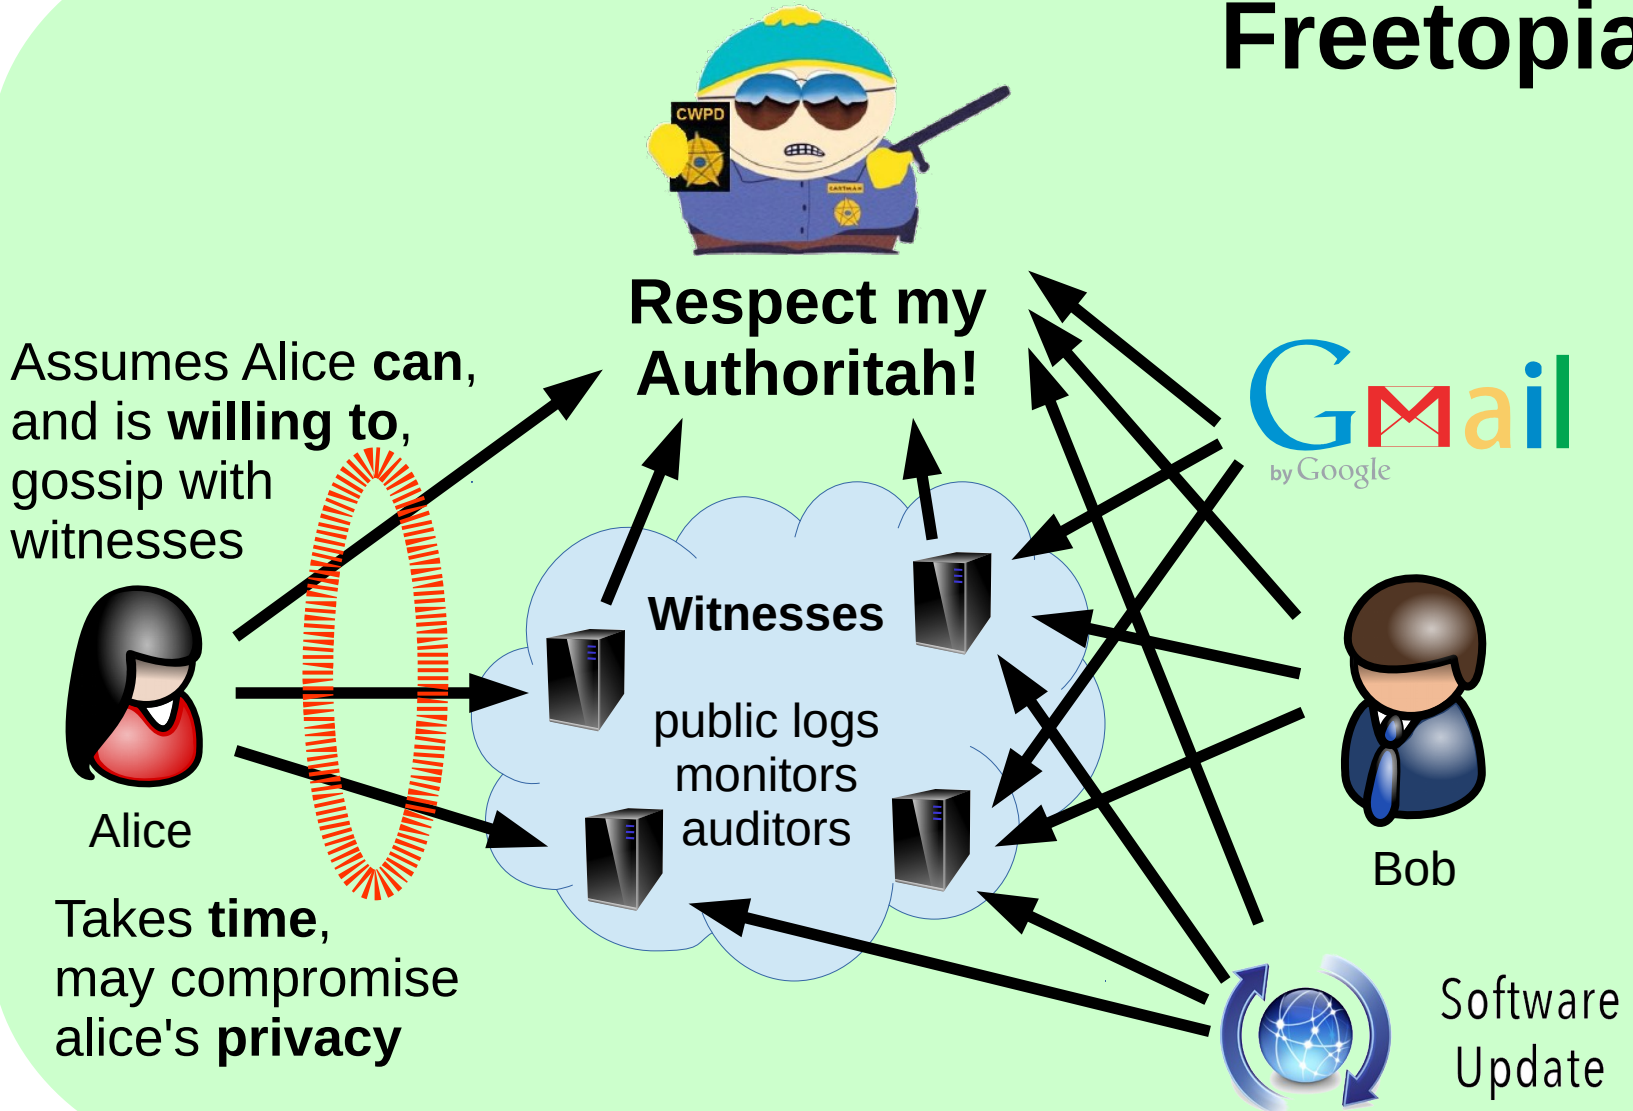 Freetopia
CWPD
CARTMAN
Respect my
Authoritah!
Assumes Alice can,
and is willing to,
gossip with
witnesses
Gmail
by Google
Witnesses
public logs
monitors
auditors
Alice
Bob
Takes time,
may compromise
alice's privacy
Software
Update